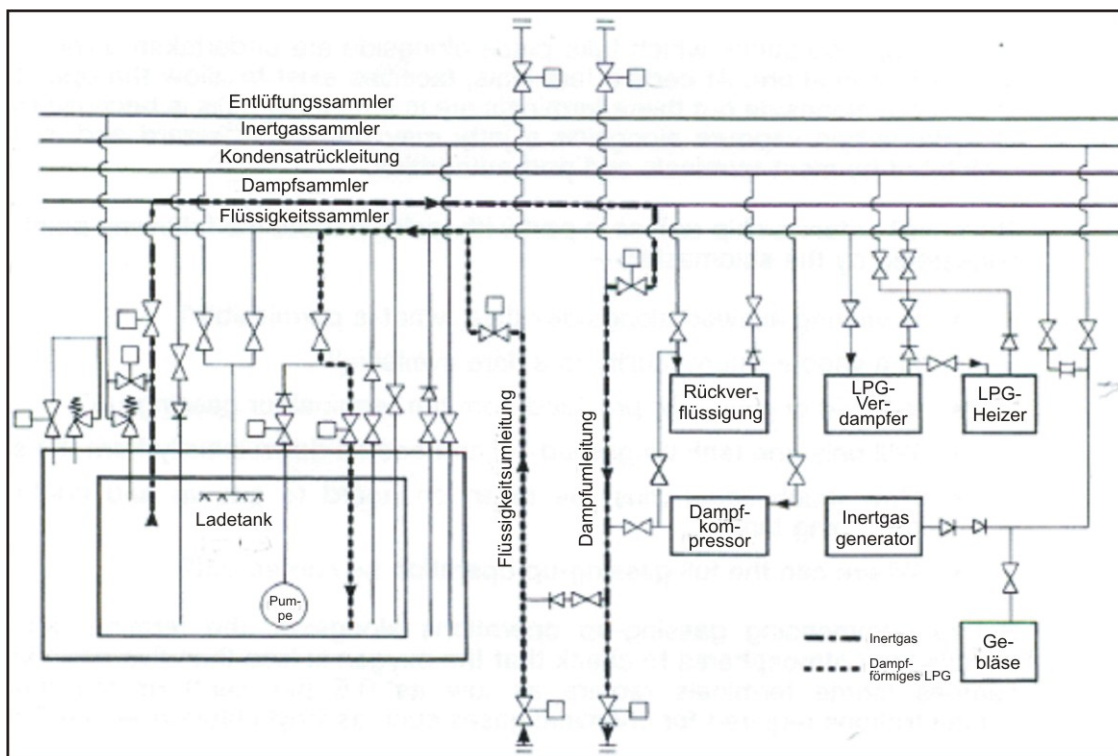 Entlüftungssammler
Inertgassammler
Kondensatrückleitung
Dampfsammler
Flüssigkeitssammler
Rückver-
flüssigung
LPG-
Ver-
dampfer
LPG-
Heizer
Flüssigkeitsumleitung
Dampfumleitung
Ladetank
Dampf-
kom-
pressor
Inertgas
generator
Pum-
pe
Inertgas
Dampf-
förmiges LPG
Ge-
bläse